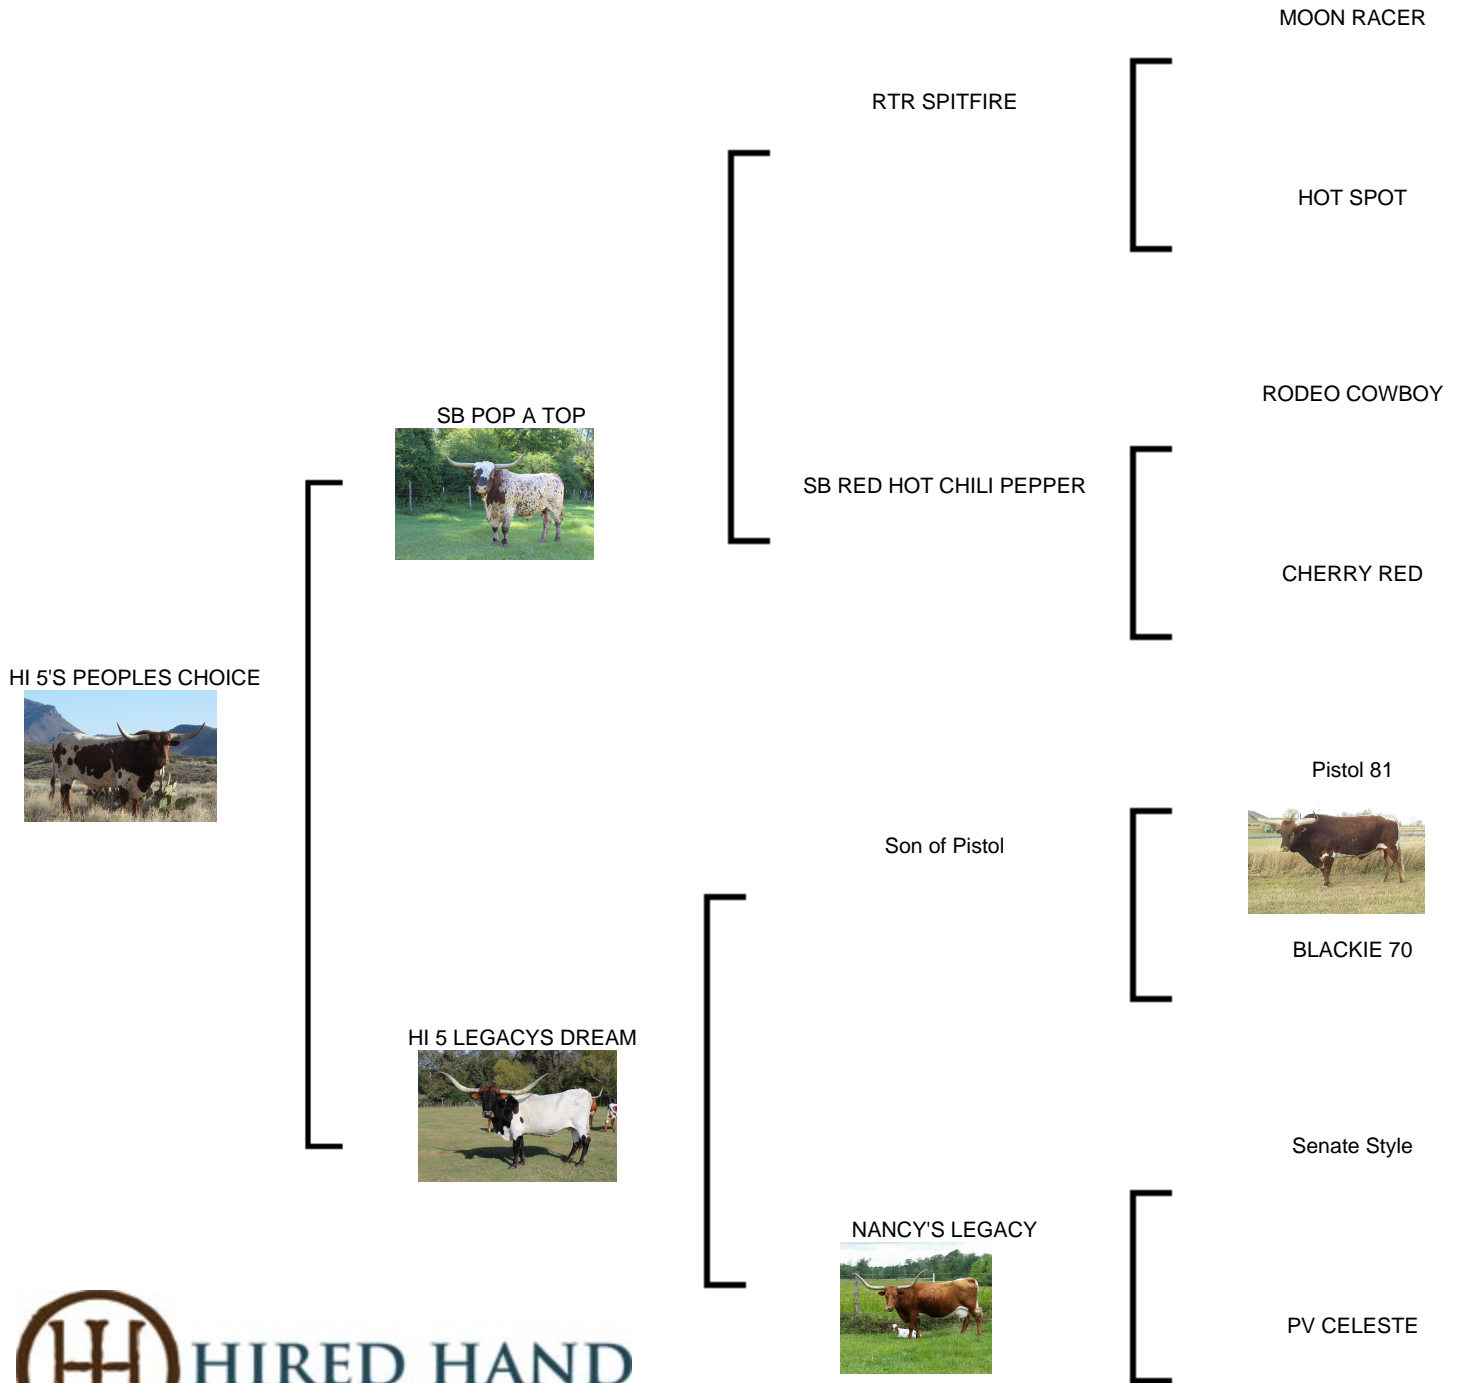 MOON RACER
RTR SPITFIRE
HOT SPOT
RODEO COWBOY
SB POP A TOP
SB RED HOT CHILI PEPPER
CHERRY RED
HI 5'S PEOPLES CHOICE
Pistol 81
Son of Pistol
BLACKIE 70
HI 5 LEGACYS DREAM
Senate Style
NANCY'S LEGACY
PV CELESTE
HIRED HAND